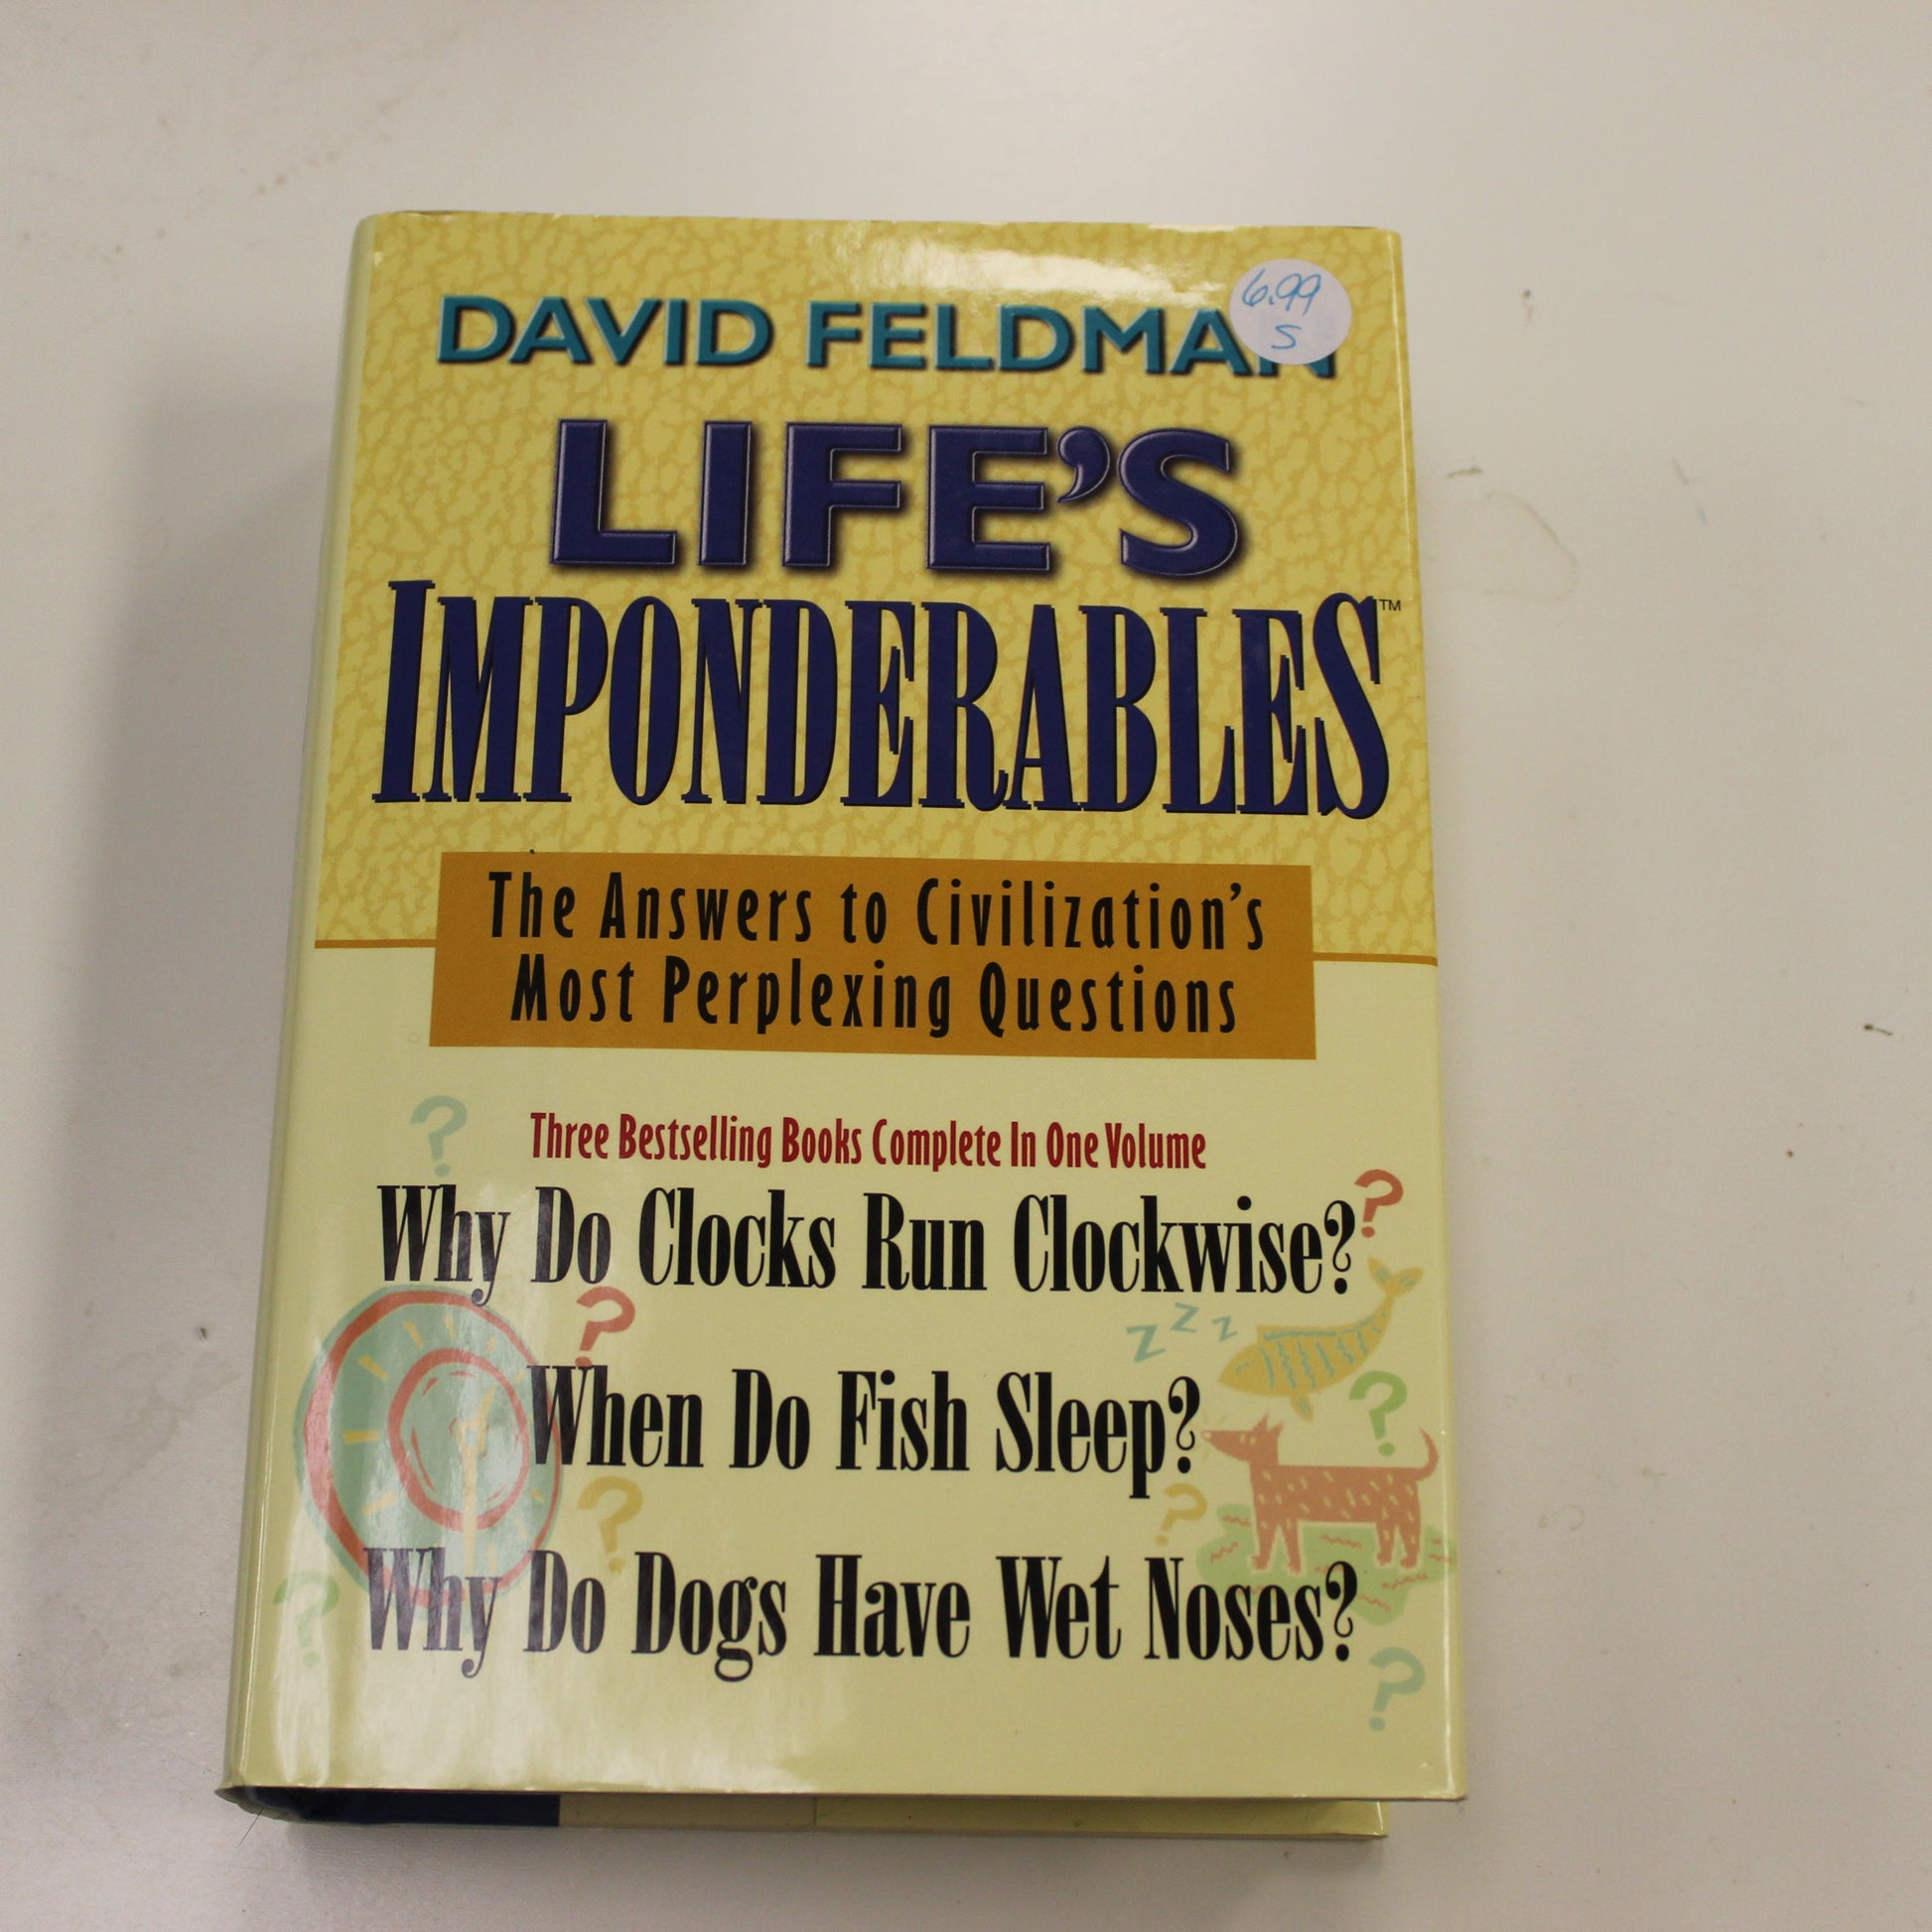 DAVID FELDMAN
6.99
S
LIFE'S
IMPONDERABLES™
The Answers to Civilization's
Most Perplexing Questions
Three Bestselling Books Complete In One Volume
Why Do Clocks Run Clockwise?
z z z
When Do Fish Sleep?
Why Do Dogs Have Wet Noses?